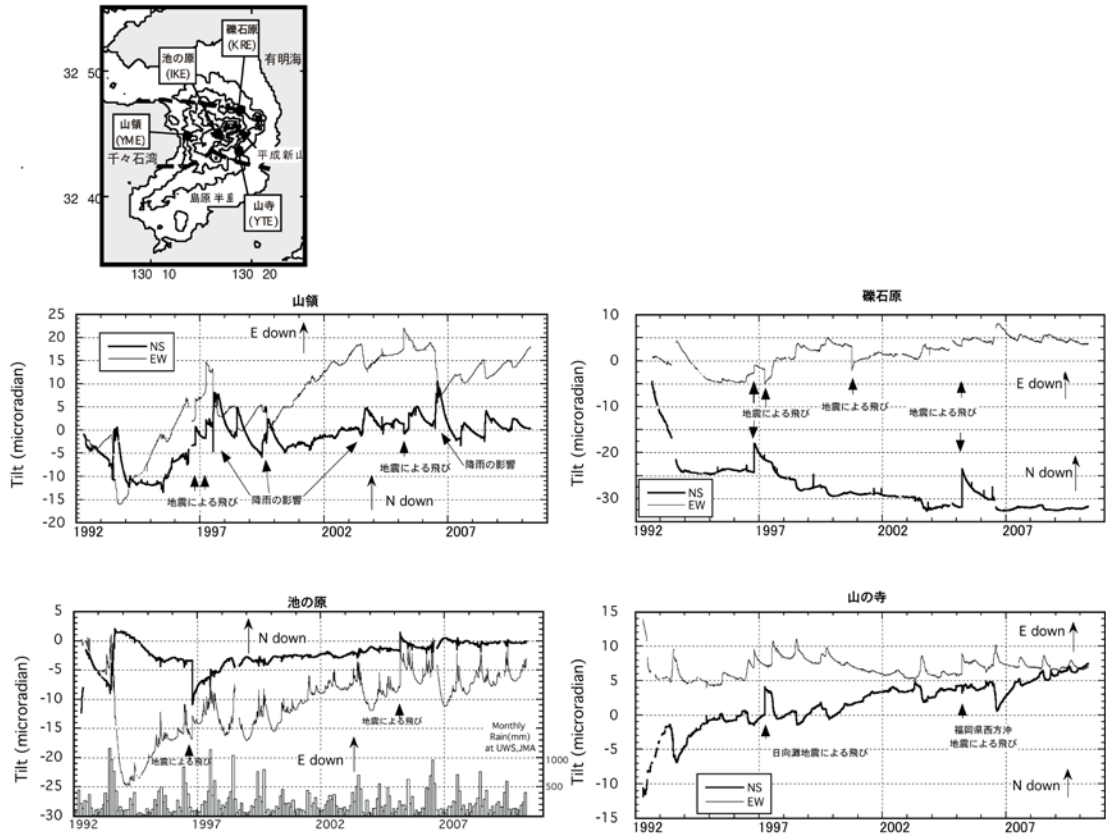 礫石原
(KRE)
池の原
(IKE)
有明海
32 50
山領
(YME)
千々石湾
平成新山
32 40
島原半島
山寺
(YTE)
130 10
130 20
山領
25
20
15
10
5
0
-5
-10
-15
-20
Tilt (microradian)
NS
EW
E down
地震による飛び
降雨の影響
地震による飛び
降雨の影響
N down
1992
1997
2002
2007
礫石原
10
5
0
-5
-10
-20
-30
Tilt (microradian)
E down
地震による飛び
地震による飛び
地震による飛び
N down
NS
EW
1992
1997
2002
2007
池の原
5
0
-5
-10
-15
-20
-25
-30
Tilt (microradian)
N down
地震による飛び
地震による飛び
E down
Monthly
Rain(mm)
at UWS,JMA
1000
500
1992
1997
2002
2007
山の寺
15
10
5
0
-5
-10
-15
Tilt (microradian)
E down
日向灘地震による飛び
福岡県西方沖
地震による飛び
N down
NS
EW
1992
1997
2002
2007